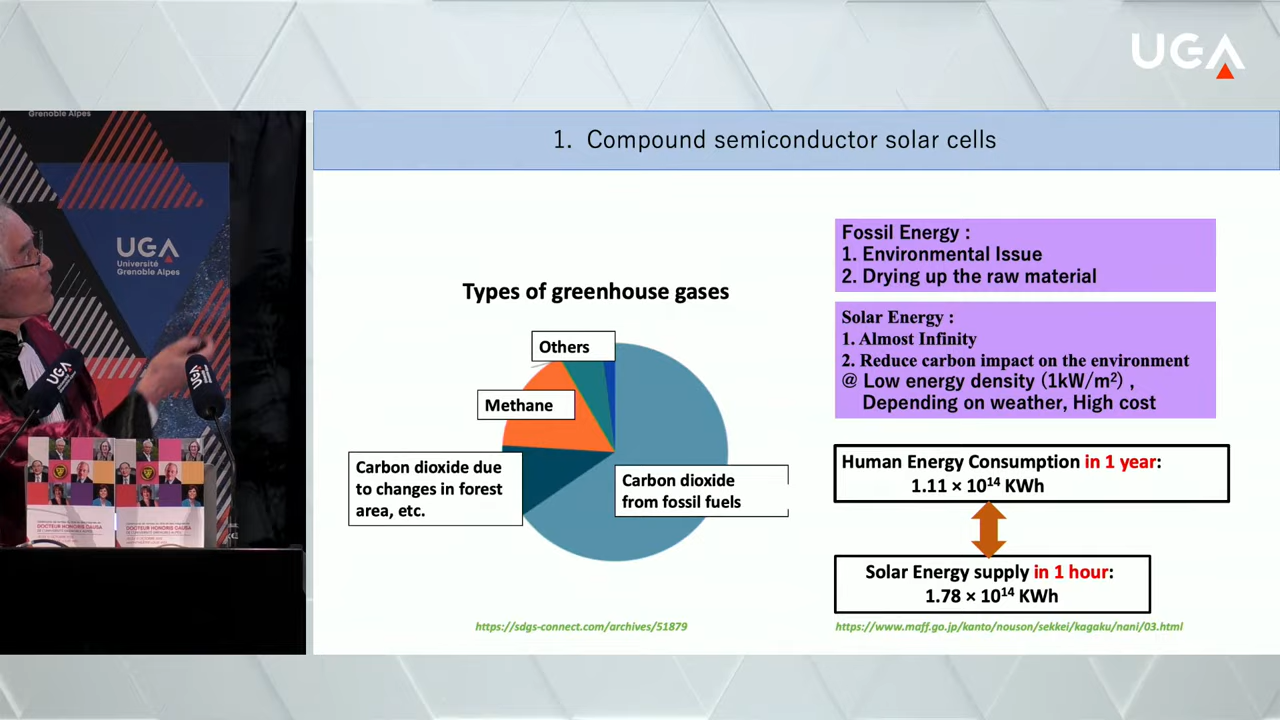 UGA
Grenoble Alpes
UGA
Université
Grenoble Alpes
UGA
UGA
DOCTEUR HONORIS CAUSA
DOCTEUR HONORIS CAUSA
1. Compound semiconductor solar cells
Types of greenhouse gases
Others
Methane
Carbon dioxide due
to changes in forest
area, etc.
Carbon dioxide
from fossil fuels
https://sdgs-connect.com/archives/51879
Fossil Energy :
1. Environmental Issue
2. Drying up the raw material
Solar Energy :
1. Almost Infinity
2. Reduce carbon impact on the environment
@ Low energy density (1kW/m²) ,
Depending on weather, High cost
Human Energy Consumption in 1 year:
1.11 × 10¹⁴ KWh
Solar Energy supply in 1 hour:
1.78 × 10¹⁴ KWh
https://www.maff.go.jp/kanto/nouson/sekkei/kagaku/nani/03.html